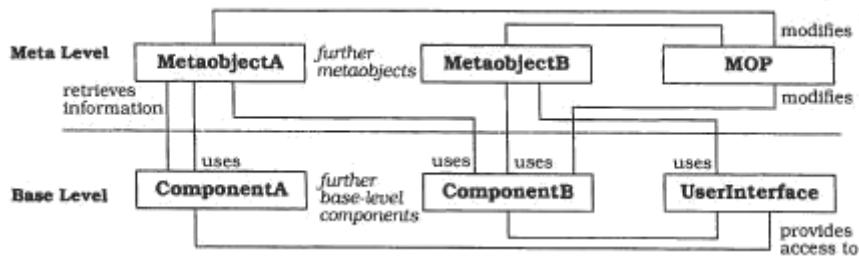 modifies
Meta Level
MetaobjectA
further
metaobjects
MetaobjectB
MOP
retrieves
information
modifies
uses
uses
uses
uses
Base Level
ComponentA
further
base-level
components
ComponentB
UserInterface
provides
access to